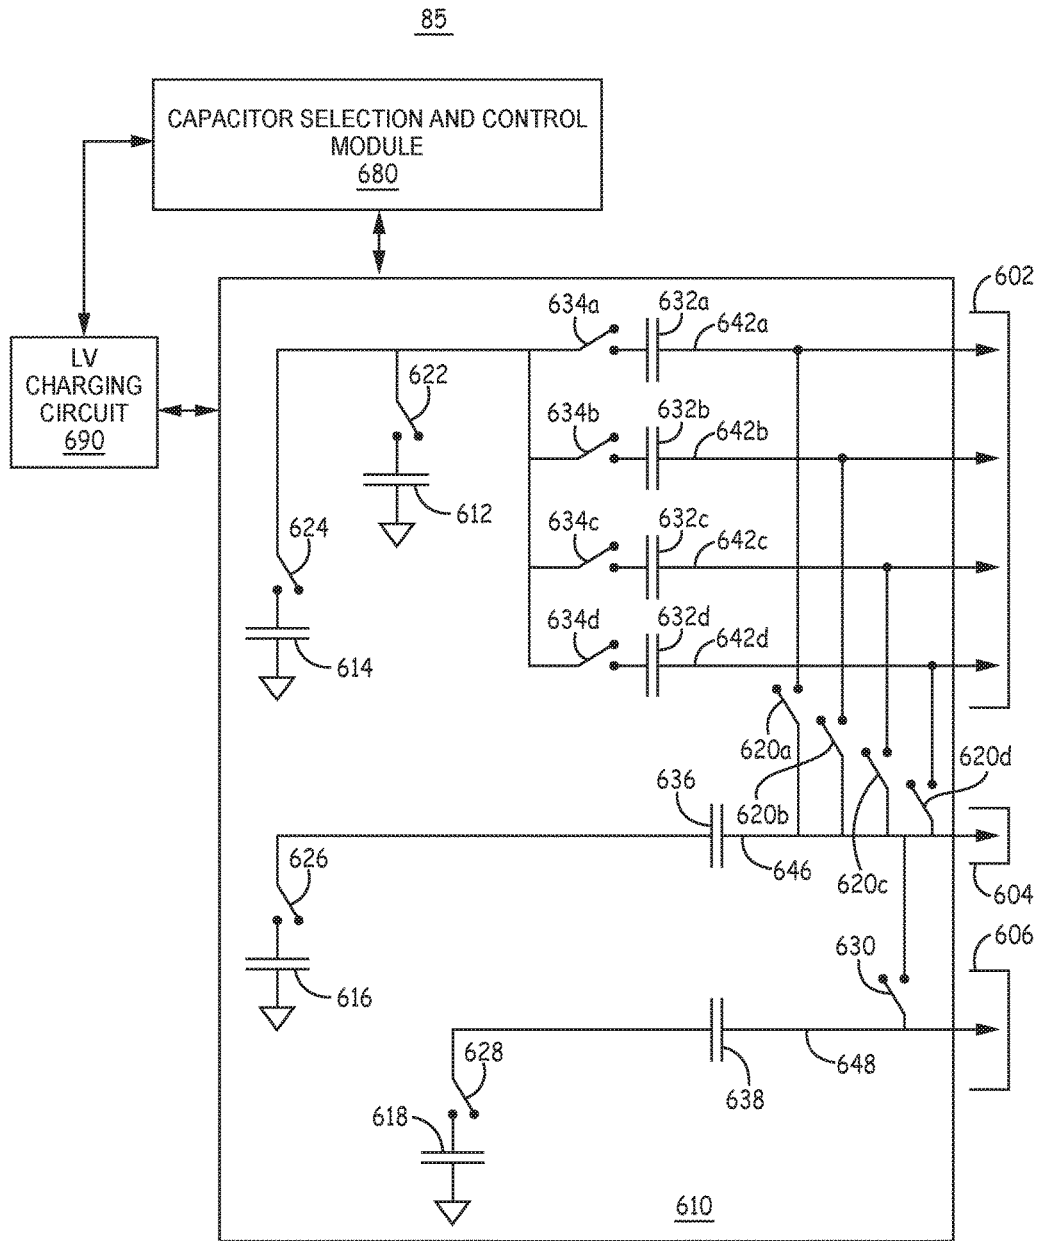 85
CAPACITOR SELECTION AND CONTROL
MODULE
680
602
634a
632a
642a
LV
CHARGING
CIRCUIT
690
622
634b
632b
642b
612
634c
632c
642c
624
634d
632d
642d
614
620a
620d
636
620b
646
620c
604
626
606
630
616
628
648
638
618
610